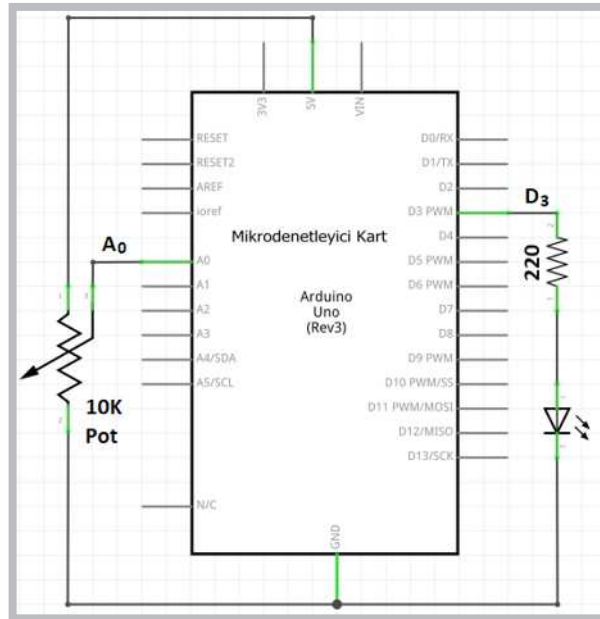 3V3
5V
VIN
RESET
RESET2
AREF
ioref
A0
A1
A2
A3
A4/SDA
A5/SCL
N/C
D0/RX
D1/TX
D2
D3 PWM
D4
D5 PWM
D6 PWM
D7
D8
D9 PWM
D10 PWM/SS
D11 PWM/MOSI
D12/MISO
D13/SCK
GND
Mikrodenetleyici Kart
Arduino
Uno
(Rev3)
A₀
10K
Pot
D₃
220